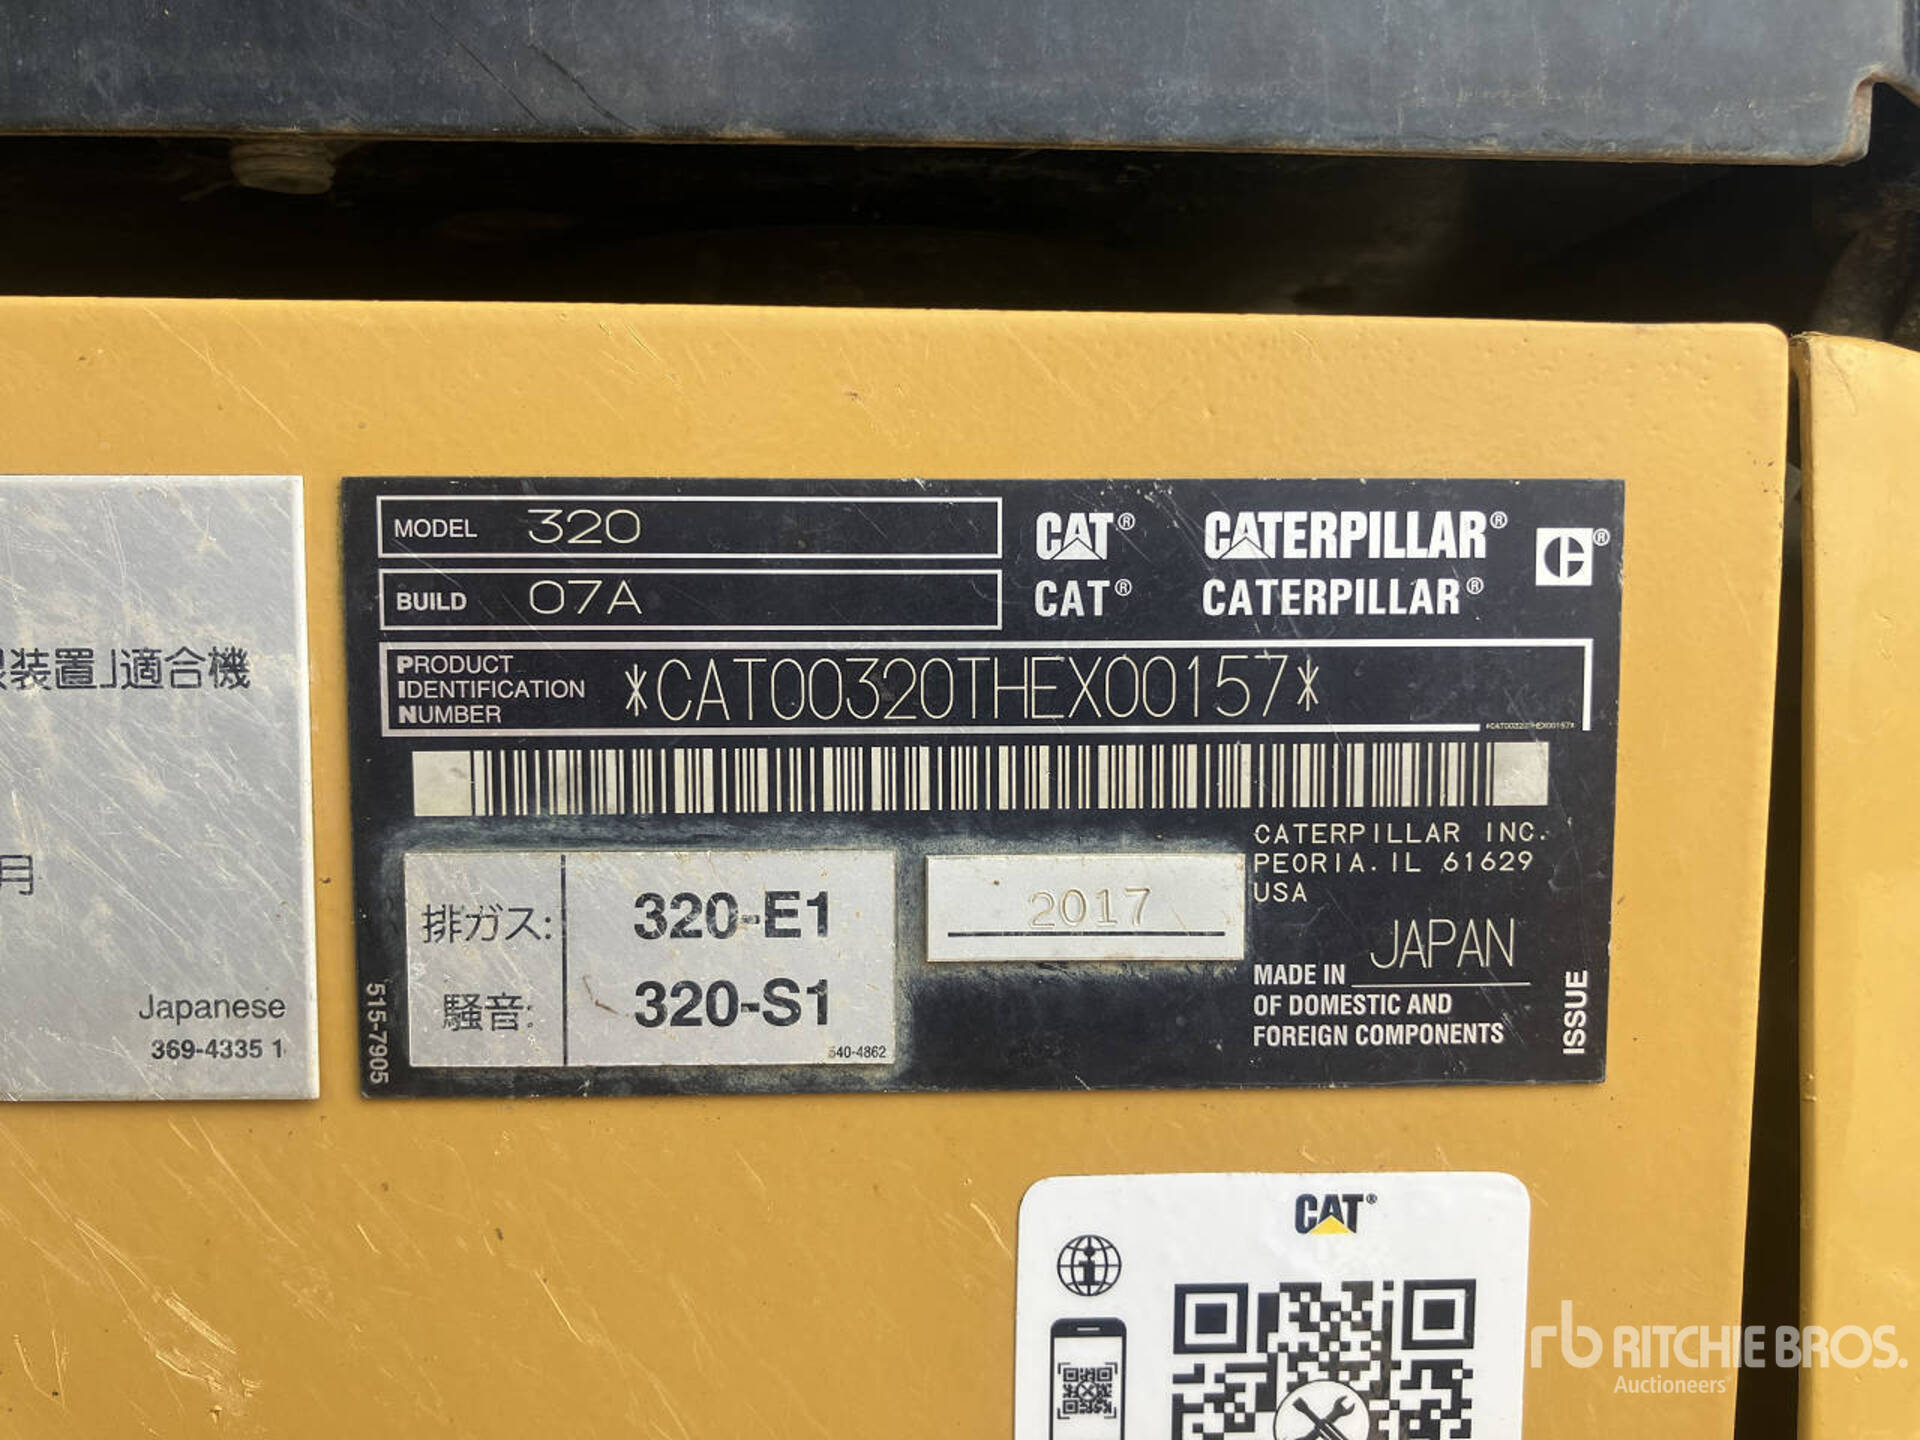 装置」適合機
月
Japanese
369-4335 1
MODEL 320
BUILD 07A
PRODUCT IDENTIFICATION NUMBER *CAT00320THEX00157*
*CAT00320THEX00157*
CAT® CATERPILLAR®
CAT® CATERPILLAR®
CATERPILLAR INC.
PEORIA. IL 61629
USA
排ガス: 320-E1
騒音: 320-S1
540-4862
2017
MADE IN JAPAN
OF DOMESTIC AND
FOREIGN COMPONENTS
ISSUE
515-7905
CAT®
rb RITCHIE BROS.
Auctioneers